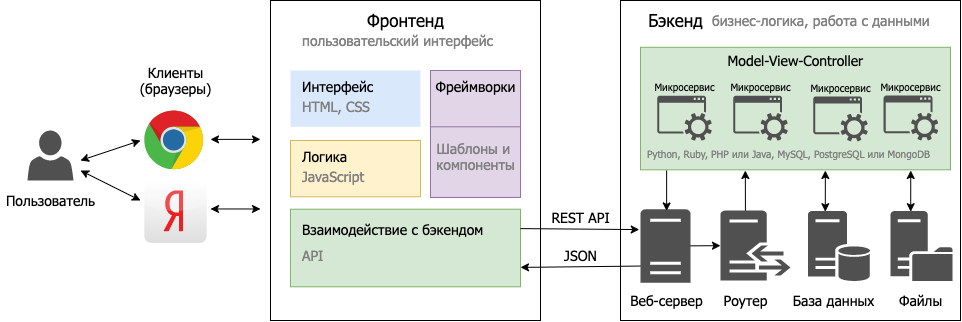 Пользователь
Клиенты
(браузеры)
Я
Фронтенд
пользовательский интерфейс
Интерфейс
HTML, CSS
Фреймворки
Логика
JavaScript
Шаблоны и
компоненты
Взаимодействие с бэкендом
API
REST API
JSON
Бэкенд бизнес-логика, работа с данными
Model-View-Controller
Микросервис Микросервис Микросервис Микросервис
Python, Ruby, PHP или Java, MySQL, PostgreSQL или MongoDB
Веб-сервер Роутер База данных Файлы